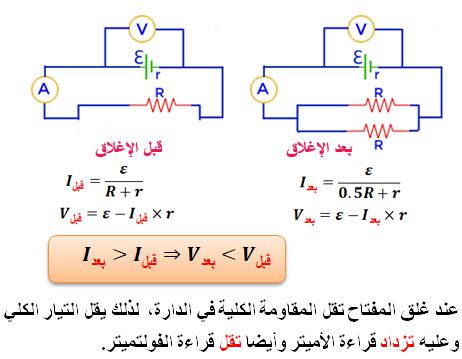 V V
ε ε
r r
A R A R
R
قبل الإغلاق بعد الإغلاق
I قبل = ε / (R + r) I بعد = ε / (0.5R + r)
V قبل = ε − I قبل × r V بعد = ε − I بعد × r
I بعد > I قبل ⇒ V بعد < V قبل
عند غلق المفتاح تقل المقاومة الكلية في الدارة، لذلك يقل التيار الكلي
وعليه تزداد قراءة الأميتر وأيضا تقل قراءة الفولتميتر.